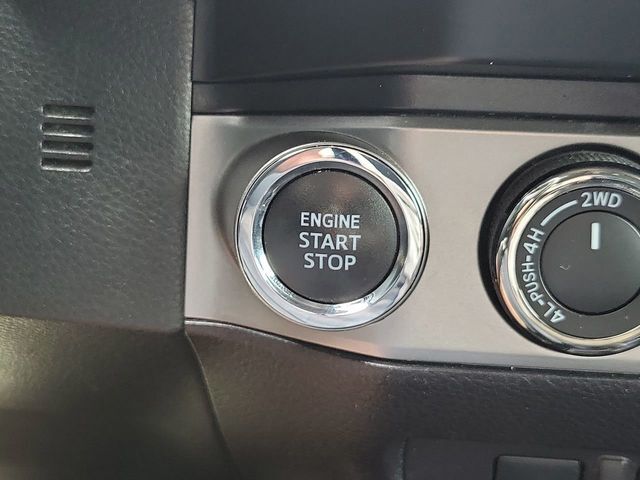 ENGINE
START
STOP
2WD
4L-PUSH-4H